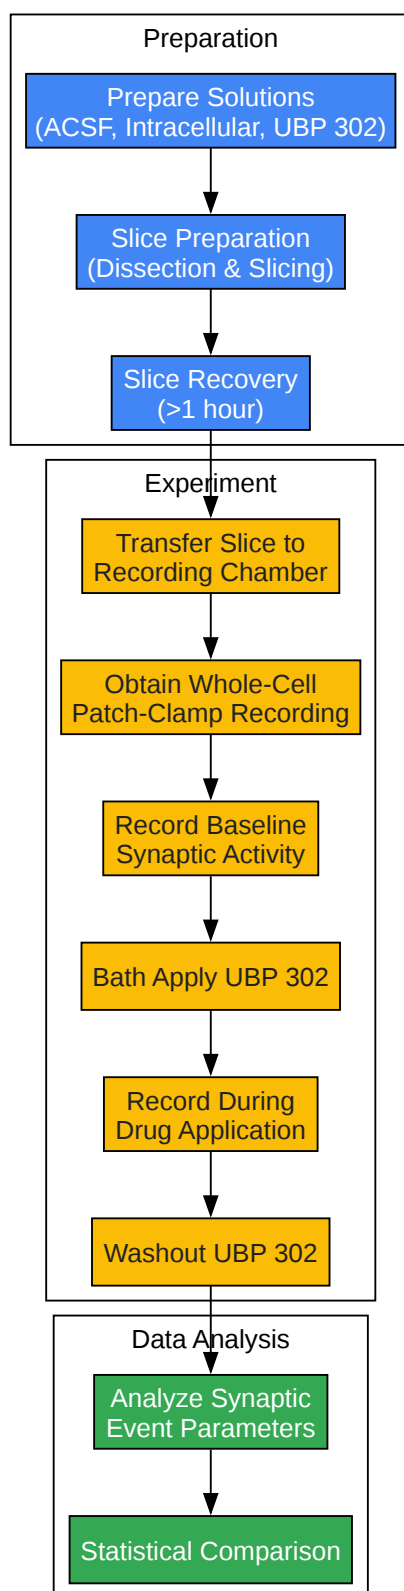 Preparation
Prepare Solutions
(ACSF, Intracellular, UBP 302)
Slice Preparation
(Dissection & Slicing)
Slice Recovery
(>1 hour)
Experiment
Transfer Slice to
Recording Chamber
Obtain Whole-Cell
Patch-Clamp Recording
Record Baseline
Synaptic Activity
Bath Apply UBP 302
Record During
Drug Application
Washout UBP 302
Data Analysis
Analyze Synaptic
Event Parameters
Statistical Comparison